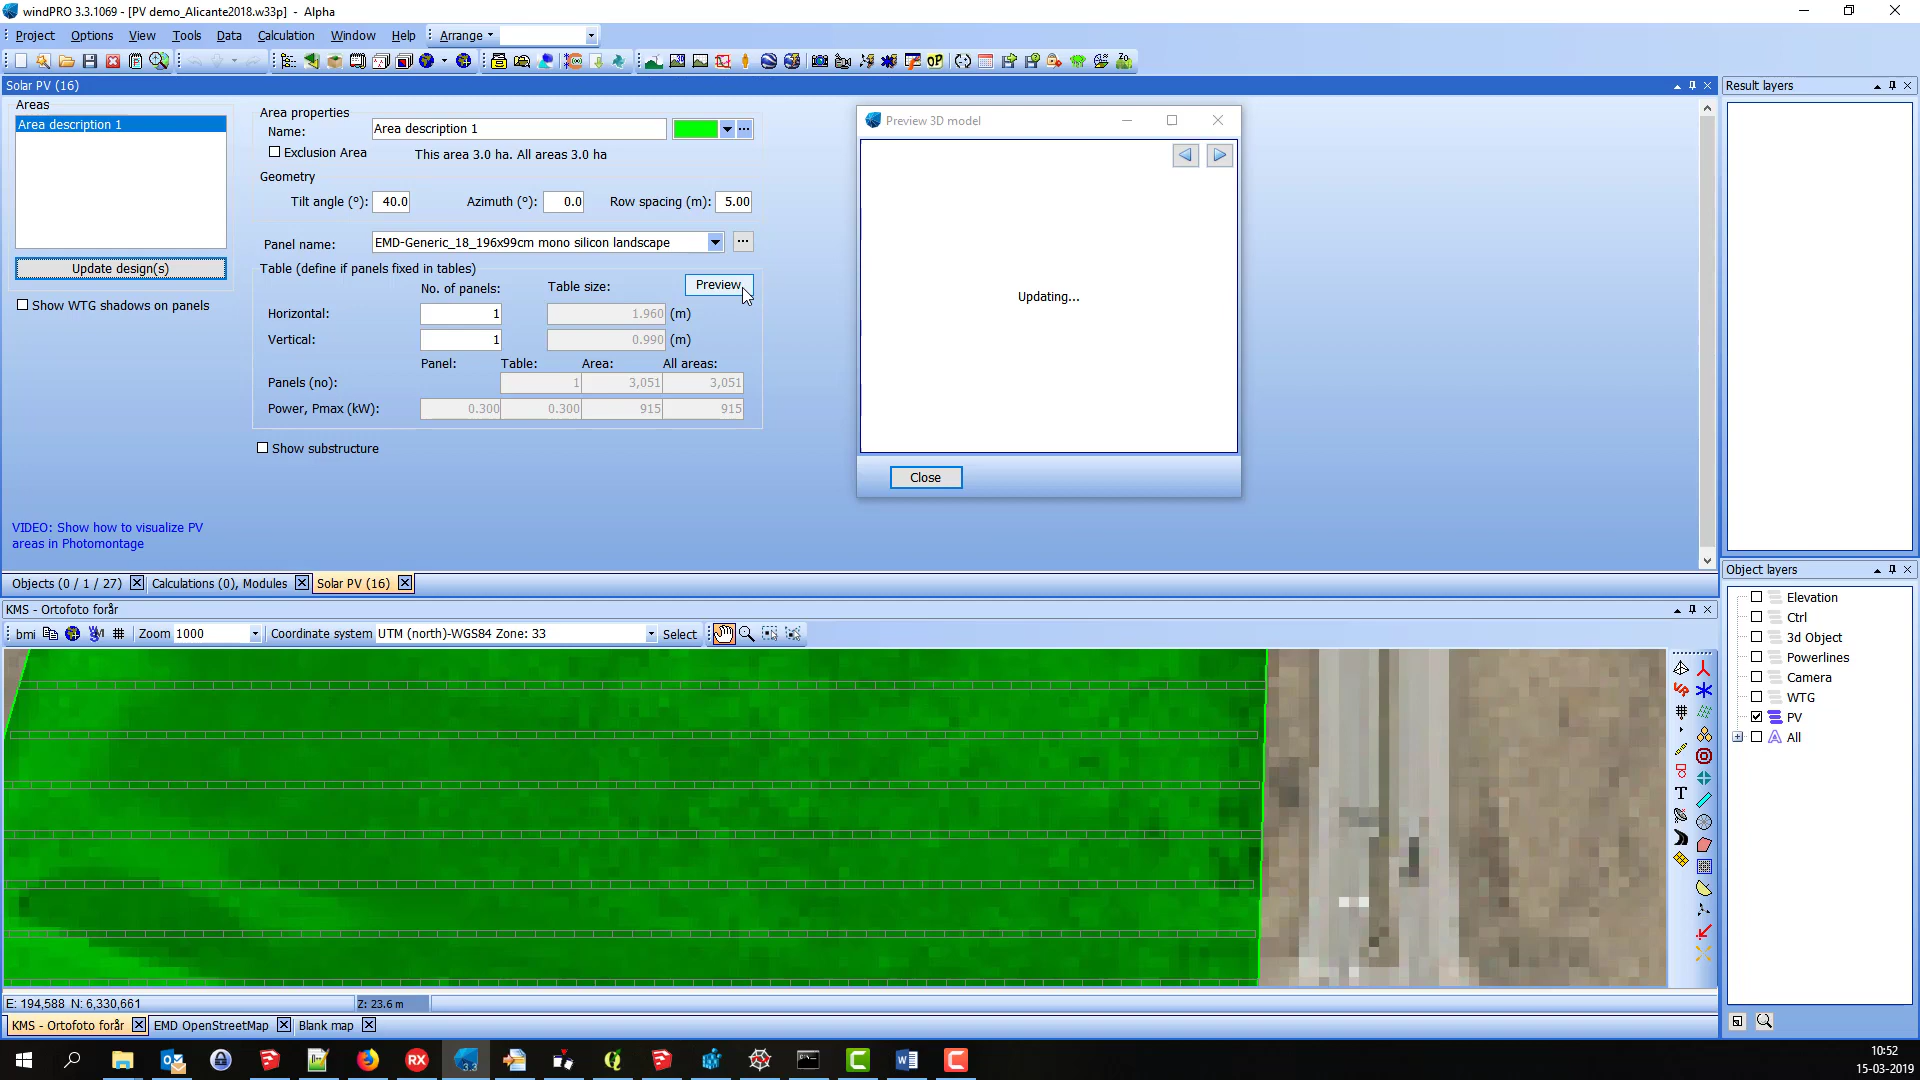 windPRO 3.3.1069 - [PV demo_Alicante2018.w33p] - Alpha
Project Options View Tools Data Calculation Window Help Arrange
Solar PV (16)
Result layers
Areas
Area description 1
Update design(s)
Show WTG shadows on panels
VIDEO: Show how to visualize PV
areas in Photomontage
Area properties
Name: Area description 1
Exclusion Area This area 3.0 ha. All areas 3.0 ha
Geometry
Tilt angle (°): 40.0 Azimuth (°): 0.0 Row spacing (m): 5.00
Panel name: EMD-Generic_18_196x99cm mono silicon landscape
Table (define if panels fixed in tables)
No. of panels: Table size: Preview
Horizontal: 1 1.960 (m)
Vertical: 1 0.990 (m)
Panel: Table: Area: All areas:
Panels (no): 1 3,051 3,051
Power, Pmax (kW): 0.300 0.300 915 915
Show substructure
Preview 3D model
Updating...
Close
Objects (0 / 1 / 27) Calculations (0), Modules Solar PV (16)
KMS - Ortofoto forår
bmi Zoom 1000 Coordinate system UTM (north)-WGS84 Zone: 33 Select
Object layers
Elevation
Ctrl
3d Object
Powerlines
Camera
WTG
PV
All
E: 194,588 N: 6,330,661 Z: 23.6 m
KMS - Ortofoto forår EMD OpenStreetMap Blank map
10:52
15-03-2019